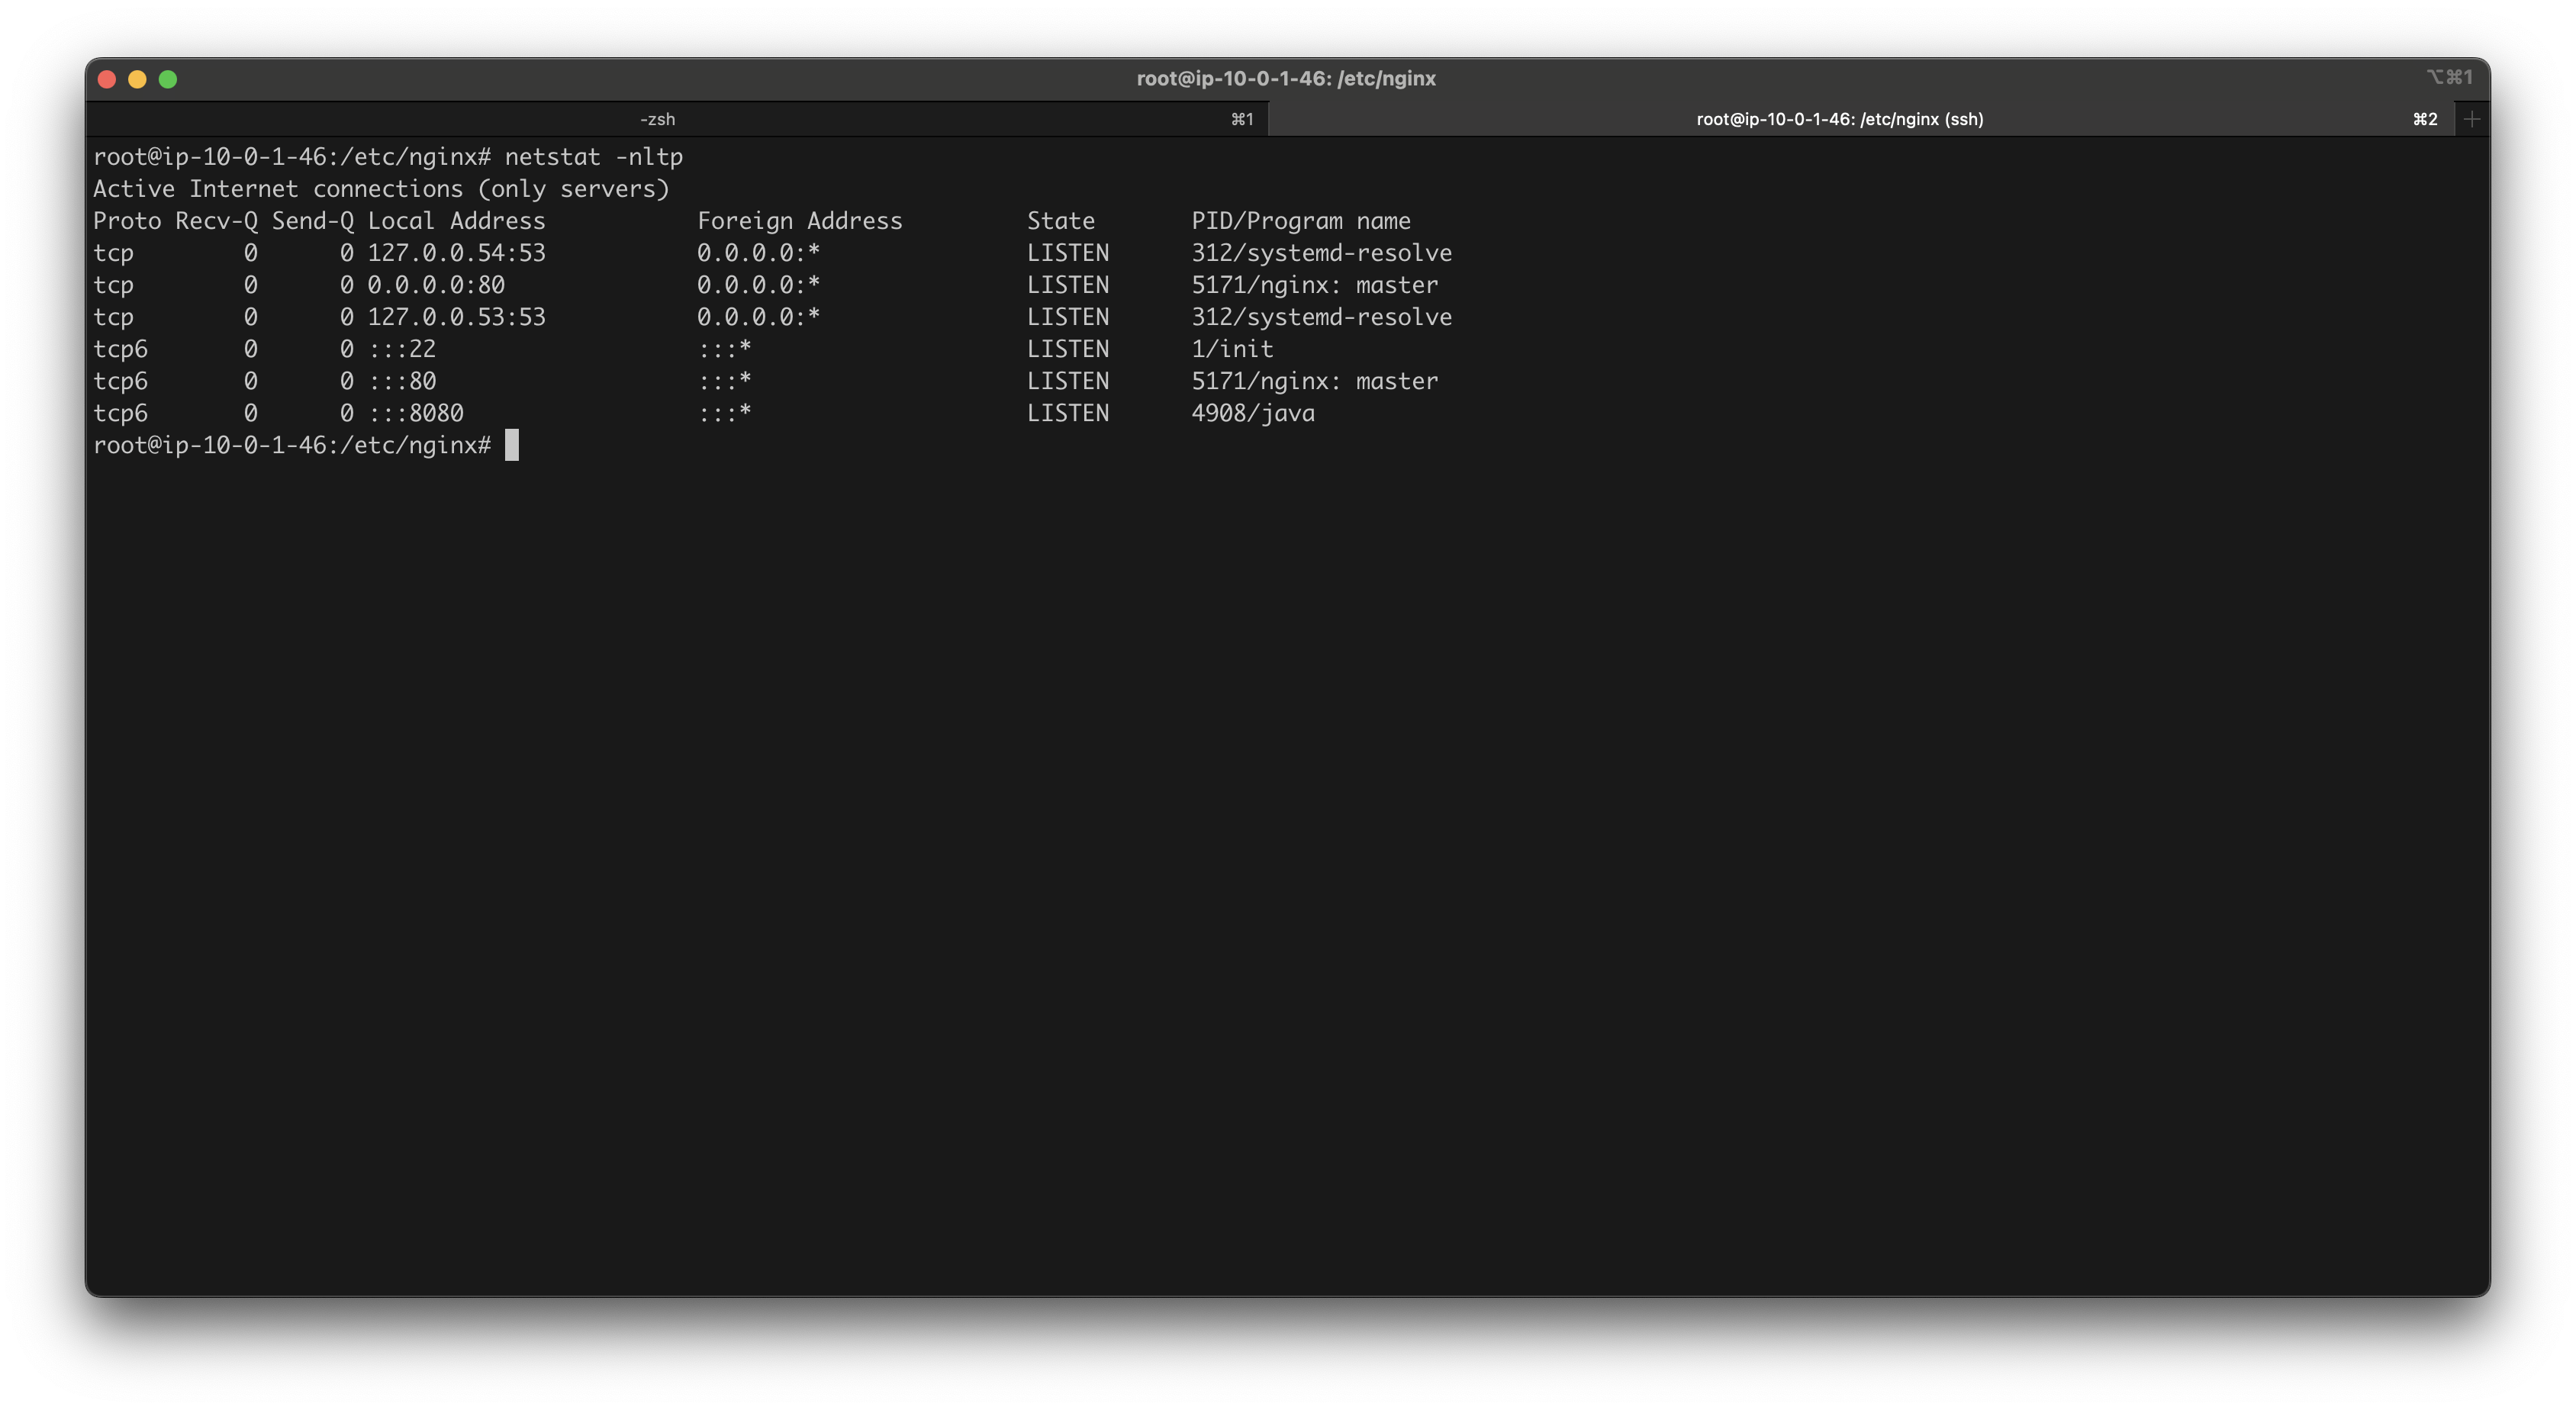 root@ip-10-0-1-46: /etc/nginx
⌥⌘1
-zsh ⌘1
root@ip-10-0-1-46: /etc/nginx (ssh) ⌘2 +
root@ip-10-0-1-46:/etc/nginx# netstat -nltp
Active Internet connections (only servers)
Proto Recv-Q Send-Q Local Address           Foreign Address         State       PID/Program name
tcp        0      0 127.0.0.54:53           0.0.0.0:*               LISTEN      312/systemd-resolve
tcp        0      0 0.0.0.0:80              0.0.0.0:*               LISTEN      5171/nginx: master
tcp        0      0 127.0.0.53:53           0.0.0.0:*               LISTEN      312/systemd-resolve
tcp6       0      0 :::22                   :::*                    LISTEN      1/init
tcp6       0      0 :::80                   :::*                    LISTEN      5171/nginx: master
tcp6       0      0 :::8080                 :::*                    LISTEN      4908/java
root@ip-10-0-1-46:/etc/nginx#